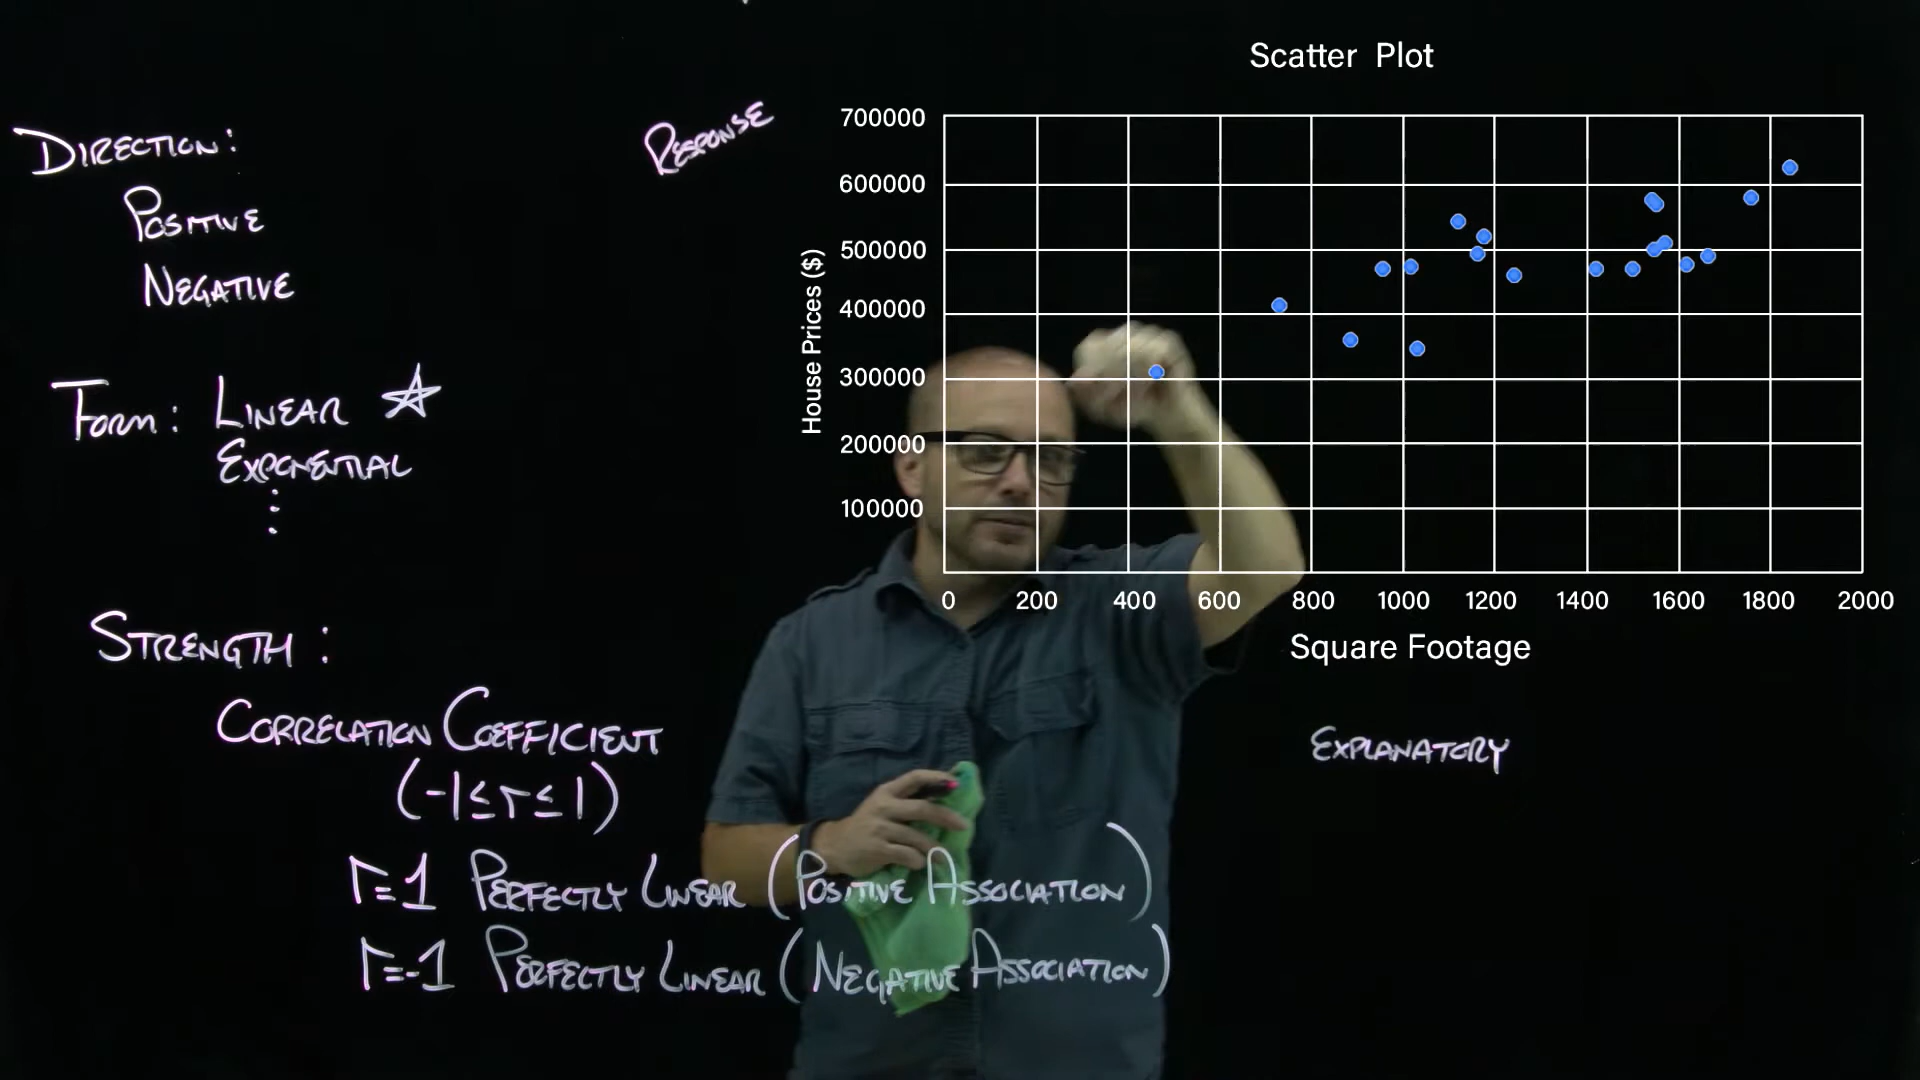 DIRECTION:
POSITIVE
NEGATIVE
FORM: LINEAR
EXPONENTIAL
STRENGTH:
CORRELATION COEFFICIENT
(-1≤r≤1)
r=1 PERFECTLY LINEAR (POSITIVE ASSOCIATION)
r=-1 PERFECTLY LINEAR (NEGATIVE ASSOCIATION)
RESPONSE
Scatter Plot
House Prices ($)
700000
600000
500000
400000
300000
200000
100000
0 200 400 600 800 1000 1200 1400 1600 1800 2000
Square Footage
EXPLANATORY